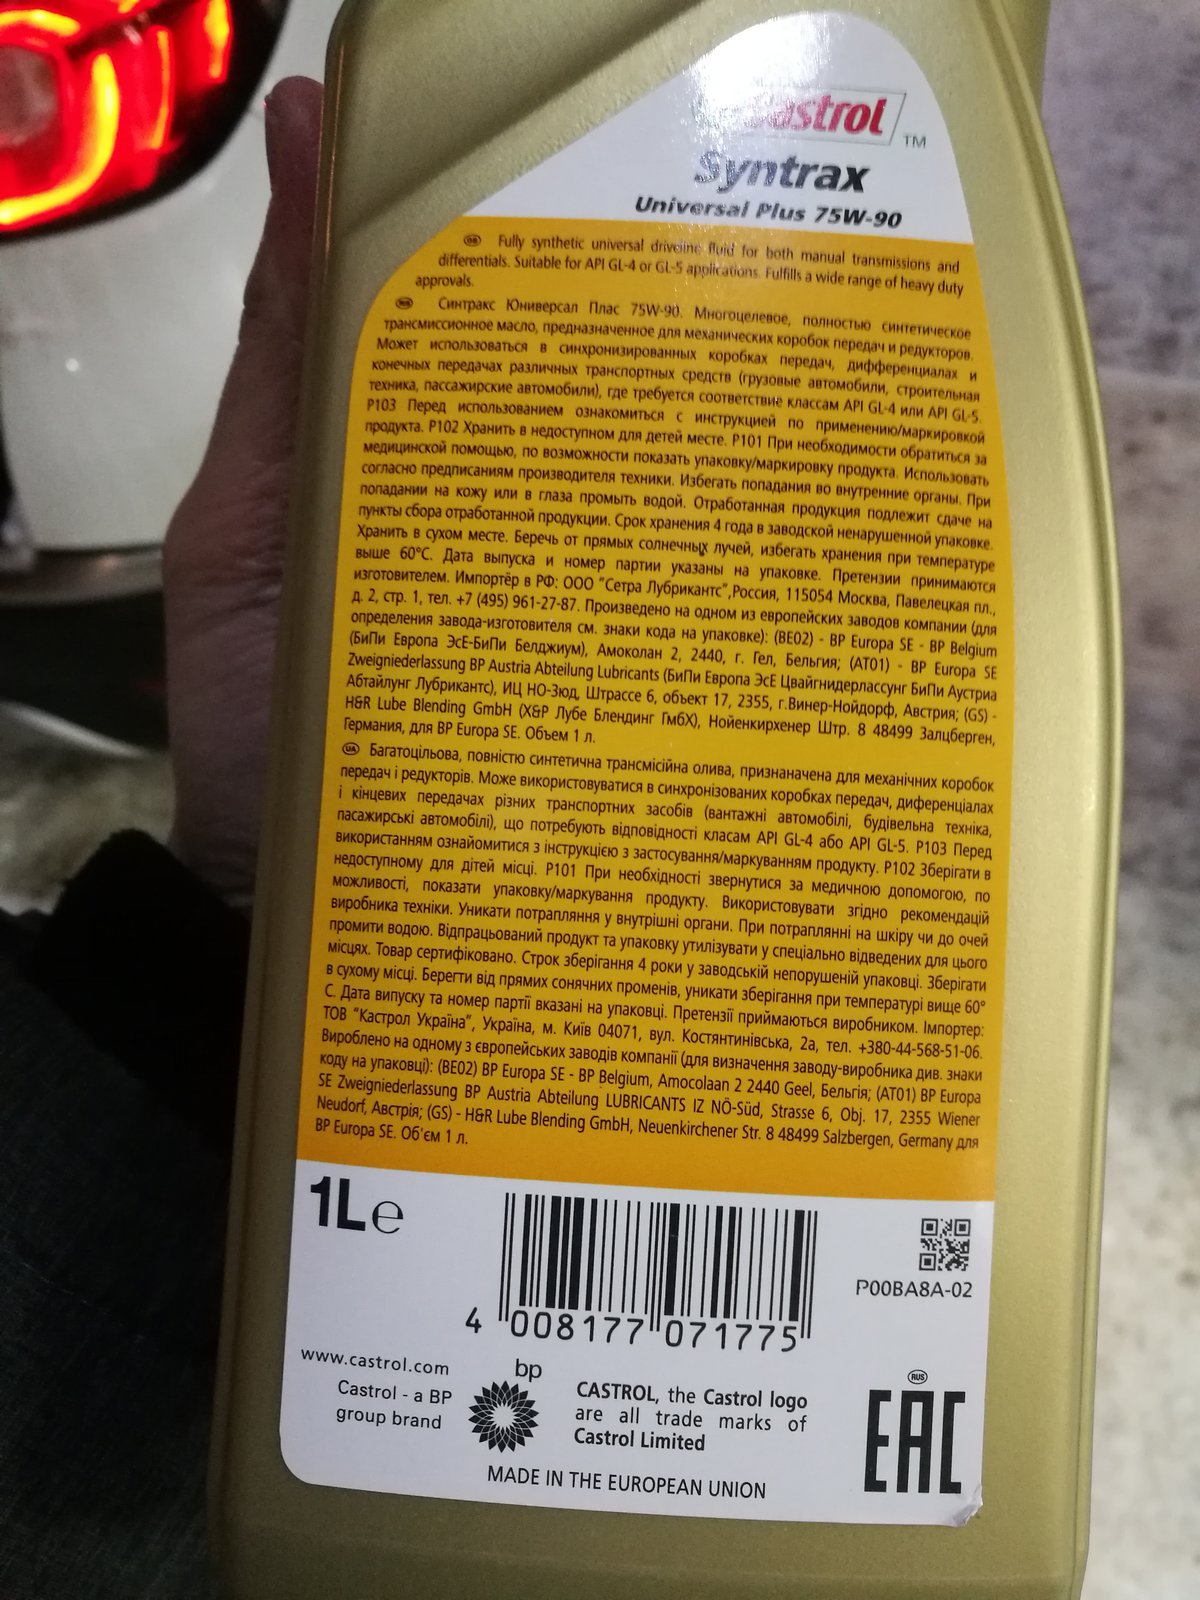 Castrol
TM
Syntrax
Universal Plus 75W-90
GB Fully synthetic universal driveline fluid for both manual transmissions and
differentials. Suitable for API GL-4 or GL-5 applications. Fulfills a wide range of heavy duty
approvals.
RUS Синтракс Юниверсал Плас 75W-90. Многоцелевое, полностью синтетическое
трансмиссионное масло, предназначенное для механических коробок передач и редукторов.
Может использоваться в синхронизированных коробках передач, дифференциалах и
конечных передачах различных транспортных средств (грузовые автомобили, строительная
техника, пассажирские автомобили), где требуется соответствие классам API GL-4 или API GL-5.
P103 Перед использованием ознакомиться с инструкцией по применению/маркировкой
продукта. P102 Хранить в недоступном для детей месте. P101 При необходимости обратиться за
медицинской помощью, по возможности показать упаковку/маркировку продукта. Использовать
согласно предписаниям производителя техники. Избегать попадания во внутренние органы. При
попадании на кожу или в глаза промыть водой. Отработанная продукция подлежит сдаче на
пункты сбора отработанной продукции. Срок хранения 4 года в заводской ненарушенной упаковке.
Хранить в сухом месте. Беречь от прямых солнечных лучей, избегать хранения при температуре
выше 60°C. Дата выпуска и номер партии указаны на упаковке. Претензии принимаются
изготовителем. Импортёр в РФ: ООО "Сетра Лубрикантс",Россия, 115054 Москва, Павелецкая пл.,
д. 2, стр. 1, тел. +7 (495) 961-27-87. Произведено на одном из европейских заводов компании (для
определения завода-изготовителя см. знаки кода на упаковке): (BE02) - BP Europa SE - BP Belgium
(БиПи Европа ЭсЕ-БиПи Белджиум), Амоколан 2, 2440, г. Гел, Бельгия; (AT01) - BP Europa SE
Zweigniederlassung BP Austria Abteilung Lubricants (БиПи Европа ЭсЕ Цвайгнидерлассунг БиПи Аустриа
Абтайлунг Лубрикантс), ИЦ НО-Зюд, Штрассе 6, объект 17, 2355, г.Винер-Нойдорф, Австрия; (GS) -
H&R Lube Blending GmbH (Х&Р Лубе Блендинг ГмбХ), Нойенкирхенер Штр. 8 48499 Залцберген,
Германия, для BP Europa SE. Объем 1 л.
UA Багатоцільова, повністю синтетична трансмісійна олива, призначена для механічних коробок
передач і редукторів. Може використовуватися в синхронізованих коробках передач, диференціалах
і кінцевих передачах різних транспортних засобів (вантажні автомобілі, будівельна техніка,
пасажирські автомобілі), що потребують відповідності класам API GL-4 або API GL-5. P103 Перед
використанням ознайомитися з інструкцією з застосування/маркуванням продукту. P102 Зберігати в
недоступному для дітей місці. P101 При необхідності звернутися за медичною допомогою, по
можливості, показати упаковку/маркування продукту. Використовувати згідно рекомендацій
виробника техніки. Уникати потрапляння у внутрішні органи. При потраплянні на шкіру чи до очей
промити водою. Відпрацьований продукт та упаковку утилізувати у спеціально відведених для цього
місцях. Товар сертифіковано. Строк зберігання 4 роки у заводській непорушеній упаковці. Зберігати
в сухому місці. Берегти від прямих сонячних променів, уникати зберігання при температурі вище 60°
C. Дата випуску та номер партії вказані на упаковці. Претензії приймаються виробником. Імпортер:
ТОВ "Кастрол Україна", Україна, м. Київ 04071, вул. Костянтинівська, 2а, тел. +380-44-568-51-06.
Вироблено на одному з європейських заводів компанії (для визначення заводу-виробника див. знаки
коду на упаковці): (BE02) BP Europa SE - BP Belgium, Amocolaan 2 2440 Geel, Бельгія; (AT01) BP Europa
SE Zweigniederlassung BP Austria Abteilung LUBRICANTS IZ NÖ-Süd, Strasse 6, Obj. 17, 2355 Wiener
Neudorf, Австрія; (GS) - H&R Lube Blending GmbH, Neuenkirchener Str. 8 48499 Salzbergen, Germany для
BP Europa SE. Об'єм 1 л.
1L e
P00BA8A-02
4 008177 071775
www.castrol.com
Castrol - a BP
group brand
bp
CASTROL, the Castrol logo
are all trade marks of
Castrol Limited
RUS
EAC
MADE IN THE EUROPEAN UNION